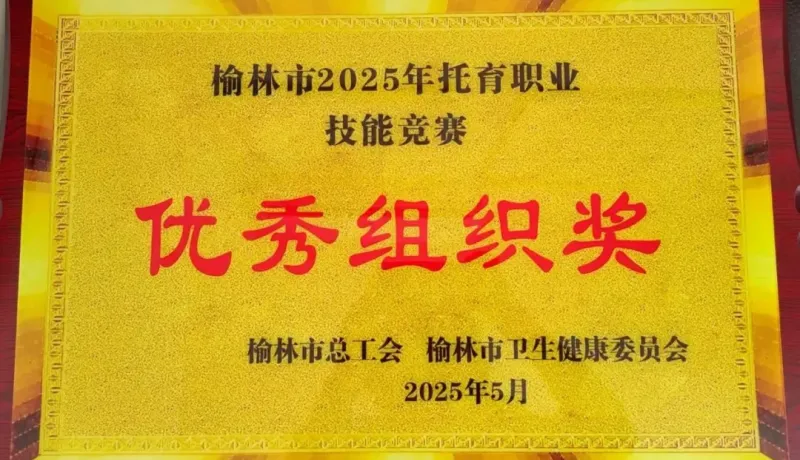 榆林市2025年托育职业
技能竞赛
优秀组织奖
榆林市总工会 榆林市卫生健康委员会
2025年5月